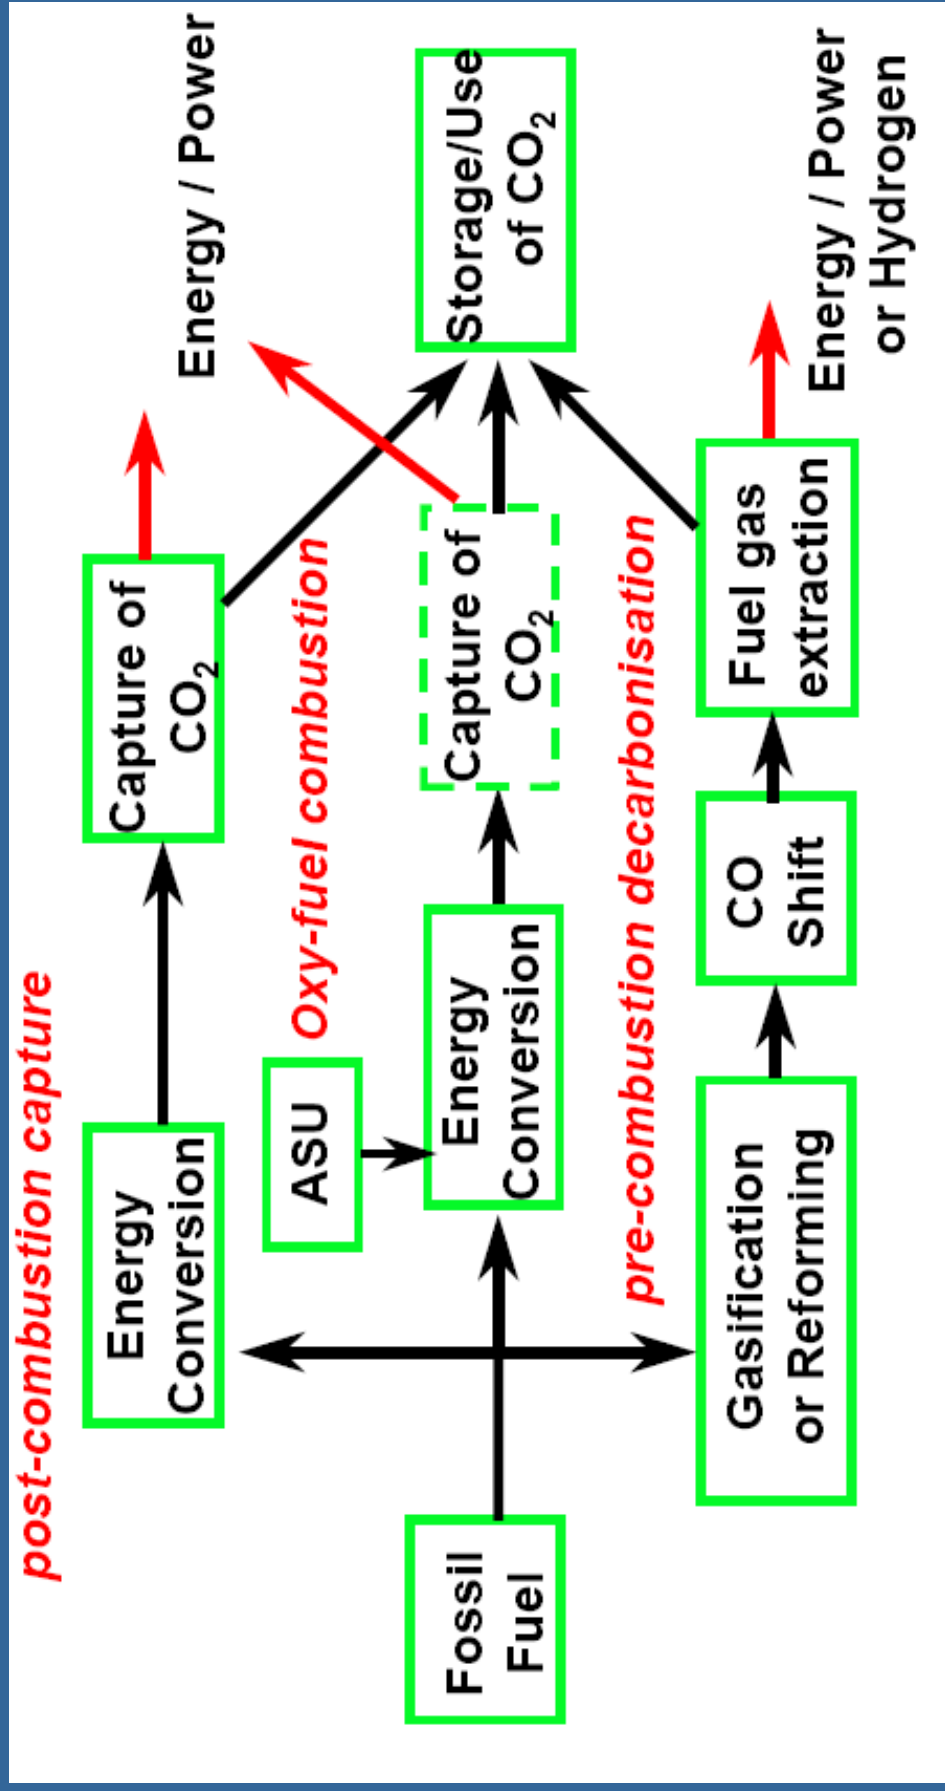 post-combustion capture
Energy
Conversion
Capture of
CO₂
Energy / Power
ASU
Oxy-fuel combustion
Fossil
Fuel
Energy
Conversion
Capture of
CO₂
Storage/Use
of CO₂
pre-combustion decarbonisation
Gasification
or Reforming
CO
Shift
Fuel gas
extraction
Energy / Power
or Hydrogen